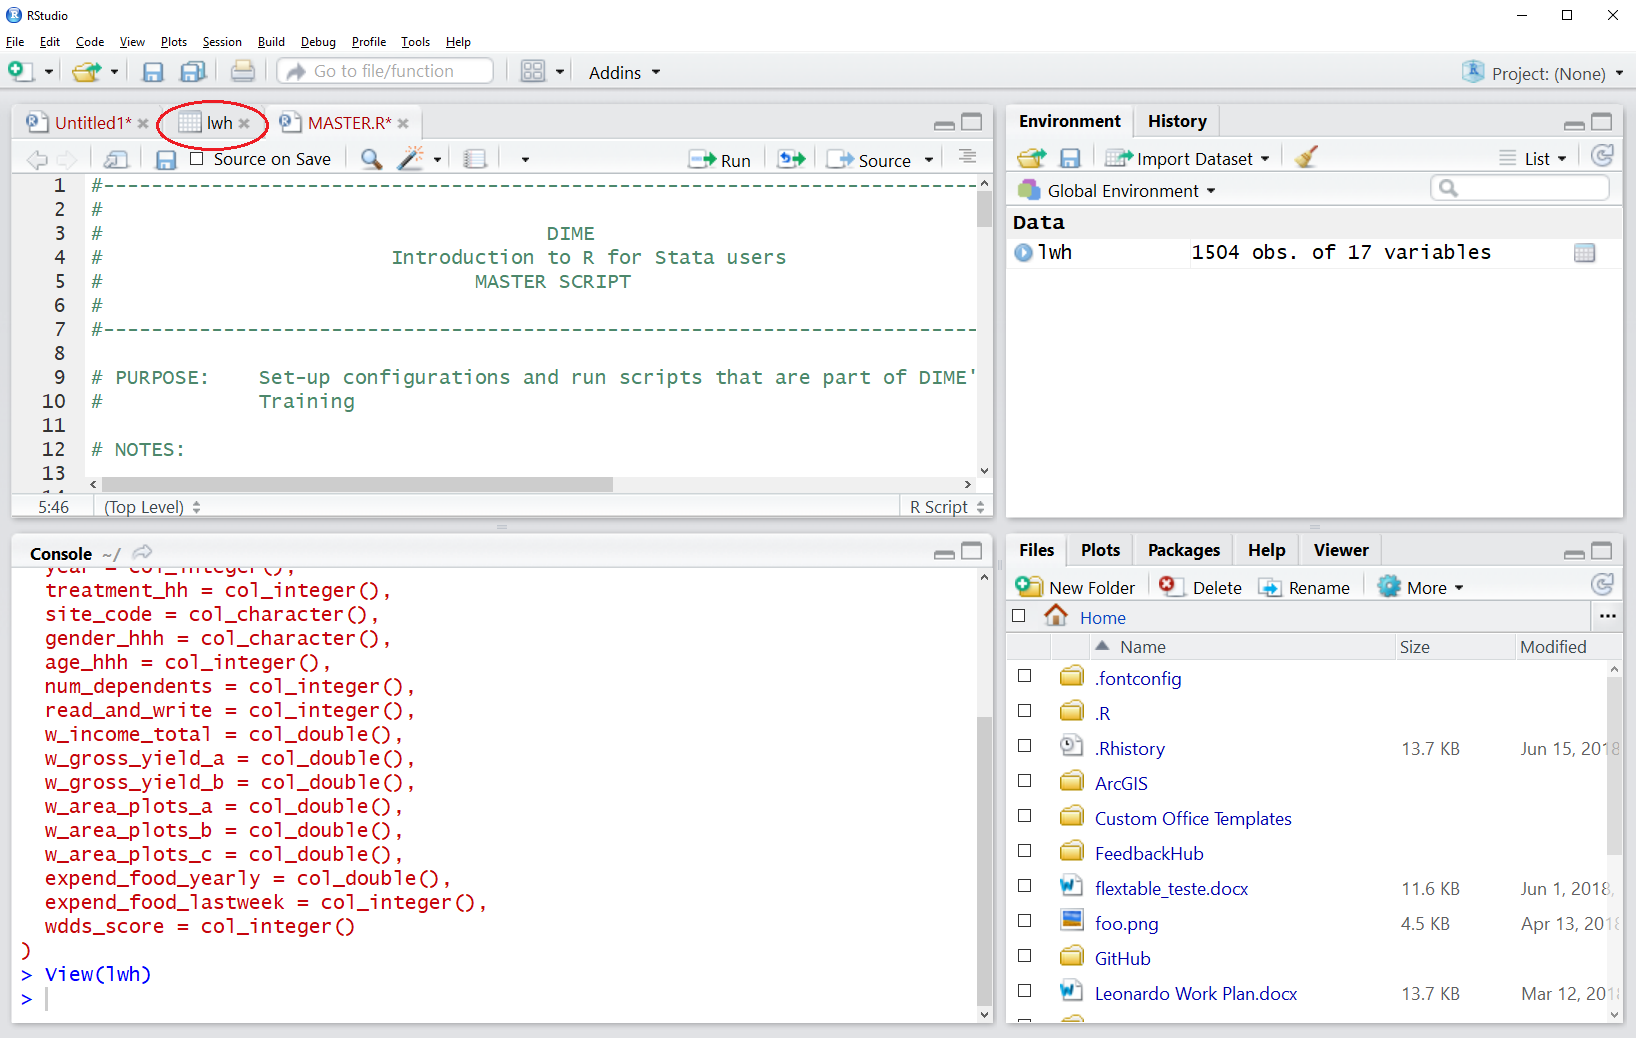 RStudio
File Edit Code View Plots Session Build Debug Profile Tools Help
Go to file/function Addins Project: (None)
Untitled1* lwh MASTER.R*
Source on Save Run Source
1 #-------------------------------------------------------------------------
2 #
3 # DIME
4 # Introduction to R for Stata users
5 # MASTER SCRIPT
6 #
7 #-------------------------------------------------------------------------
8
9 # PURPOSE: Set-up configurations and run scripts that are part of DIME'
10 # Training
11
12 # NOTES:
13
5:46 (Top Level) R Script
Environment History
Import Dataset List
Global Environment
Data
lwh 1504 obs. of 17 variables
Console ~/
year = col_integer(),
treatment_hh = col_integer(),
site_code = col_character(),
gender_hhh = col_character(),
age_hhh = col_integer(),
num_dependents = col_integer(),
read_and_write = col_integer(),
w_income_total = col_double(),
w_gross_yield_a = col_double(),
w_gross_yield_b = col_double(),
w_area_plots_a = col_double(),
w_area_plots_b = col_double(),
w_area_plots_c = col_double(),
expend_food_yearly = col_double(),
expend_food_lastweek = col_integer(),
wdds_score = col_integer()
)
> View(lwh)
>
Files Plots Packages Help Viewer
New Folder Delete Rename More
Home ...
Name Size Modified
.fontconfig
.R
.Rhistory 13.7 KB Jun 15, 2018
ArcGIS
Custom Office Templates
FeedbackHub
flextable_teste.docx 11.6 KB Jun 1, 2018,
foo.png 4.5 KB Apr 13, 2018
GitHub
Leonardo Work Plan.docx 13.7 KB Mar 12, 201